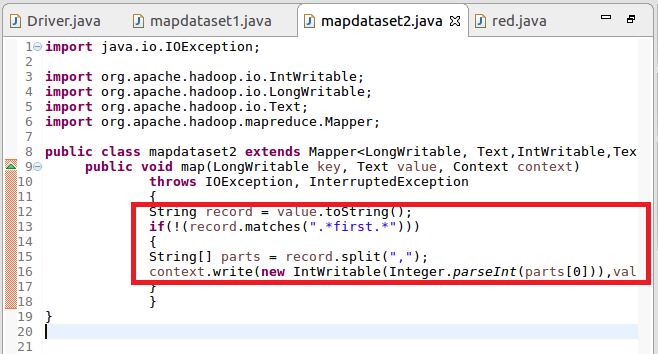 Driver.java mapdataset1.java mapdataset2.java red.java
1 import java.io.IOException;
2
3 import org.apache.hadoop.io.IntWritable;
4 import org.apache.hadoop.io.LongWritable;
5 import org.apache.hadoop.io.Text;
6 import org.apache.hadoop.mapreduce.Mapper;
7
8 public class mapdataset2 extends Mapper<LongWritable, Text,IntWritable,Tex
9 public void map(LongWritable key, Text value, Context context)
10 throws IOException, InterruptedException
11 {
12 String record = value.toString();
13 if(!(record.matches(".*first.*")))
14 {
15 String[] parts = record.split(",");
16 context.write(new IntWritable(Integer.parseInt(parts[0])),val
17 }
18 }
19 }
20
21